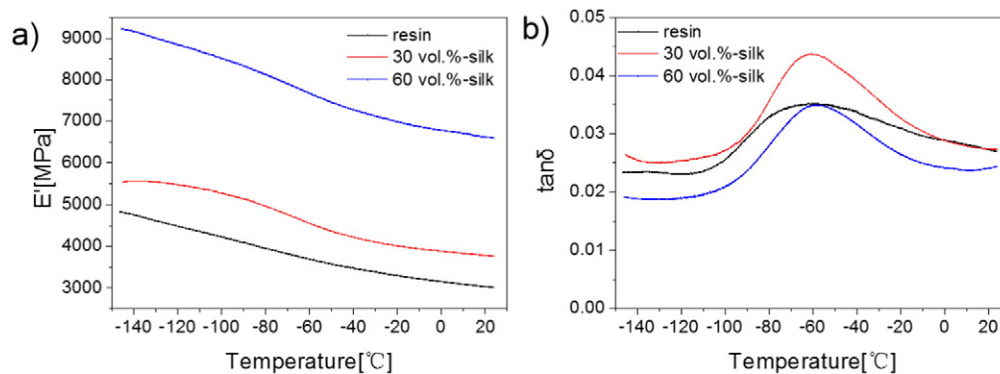 a)
9000
8000
7000
6000
5000
4000
3000
E'[MPa]
resin
30 vol.%-silk
60 vol.%-silk
-140 -120 -100 -80 -60 -40 -20 0 20
Temperature[℃]
b)
0.05
0.04
0.03
0.02
0.01
0.00
tanδ
resin
30 vol.%-silk
60 vol.%-silk
-140 -120 -100 -80 -60 -40 -20 0 20
Temperature[℃]